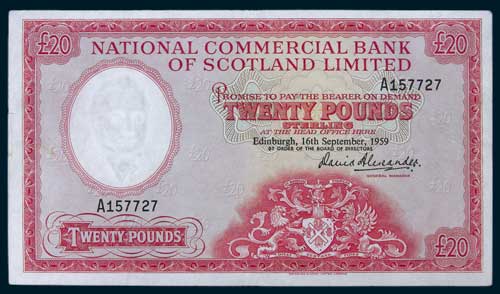 £20
£20
NATIONAL COMMERCIAL BANK
OF SCOTLAND LIMITED
A157727
PROMISE TO PAY THE BEARER ON DEMAND
TWENTY POUNDS
STERLING
AT THE HEAD OFFICE HERE
Edinburgh, 16th September, 1959
BY ORDER OF THE BOARD OF DIRECTORS
David Alexander.
GENERAL MANAGER
A157727
TWENTY POUNDS
£20